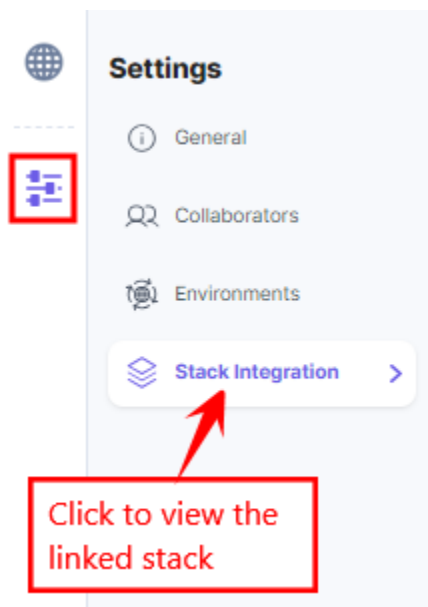 Settings
General
Collaborators
Environments
Stack Integration
Click to view the
linked stack